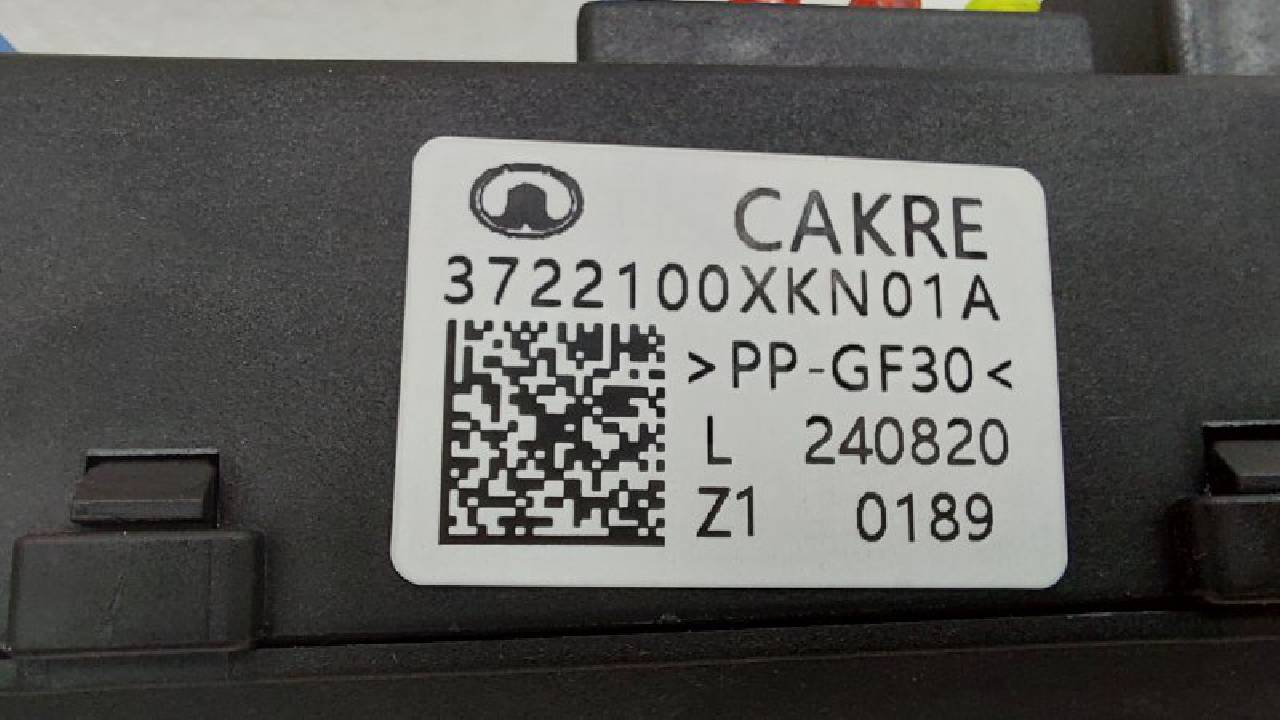 CAKRE
3722100XKN01A
>PP-GF30<
L 240820
Z1 0189